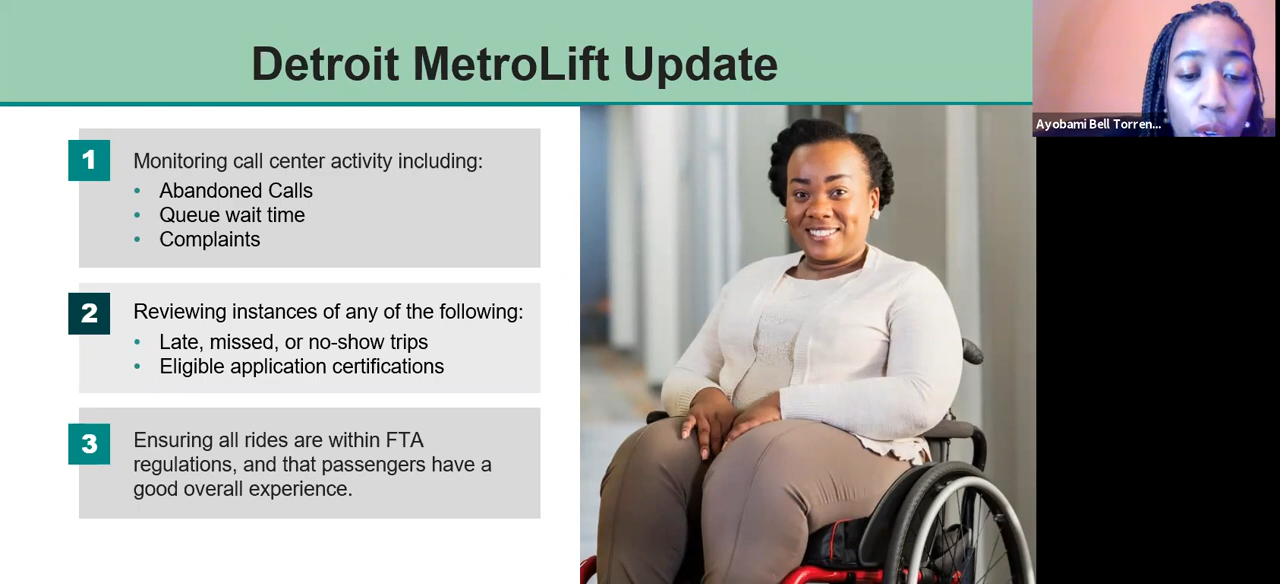 Detroit MetroLift Update
Ayobami Bell Torren...
1
Monitoring call center activity including:
• Abandoned Calls
• Queue wait time
• Complaints
2
Reviewing instances of any of the following:
• Late, missed, or no-show trips
• Eligible application certifications
3
Ensuring all rides are within FTA
regulations, and that passengers have a
good overall experience.